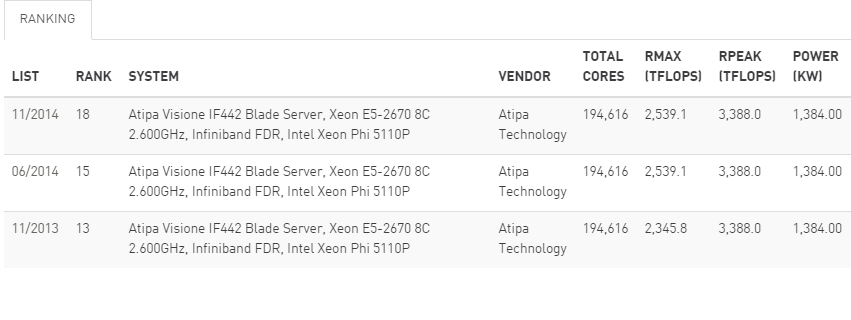 RANKING
LIST RANK SYSTEM VENDOR TOTAL CORES RMAX (TFLOPS) RPEAK (TFLOPS) POWER (KW)
11/2014 18 Atipa Visione IF442 Blade Server, Xeon E5-2670 8C Atipa 194,616 2,539.1 3,388.0 1,384.00
2.600GHz, Infiniband FDR, Intel Xeon Phi 5110P Technology
06/2014 15 Atipa Visione IF442 Blade Server, Xeon E5-2670 8C Atipa 194,616 2,539.1 3,388.0 1,384.00
2.600GHz, Infiniband FDR, Intel Xeon Phi 5110P Technology
11/2013 13 Atipa Visione IF442 Blade Server, Xeon E5-2670 8C Atipa 194,616 2,345.8 3,388.0 1,384.00
2.600GHz, Infiniband FDR, Intel Xeon Phi 5110P Technology